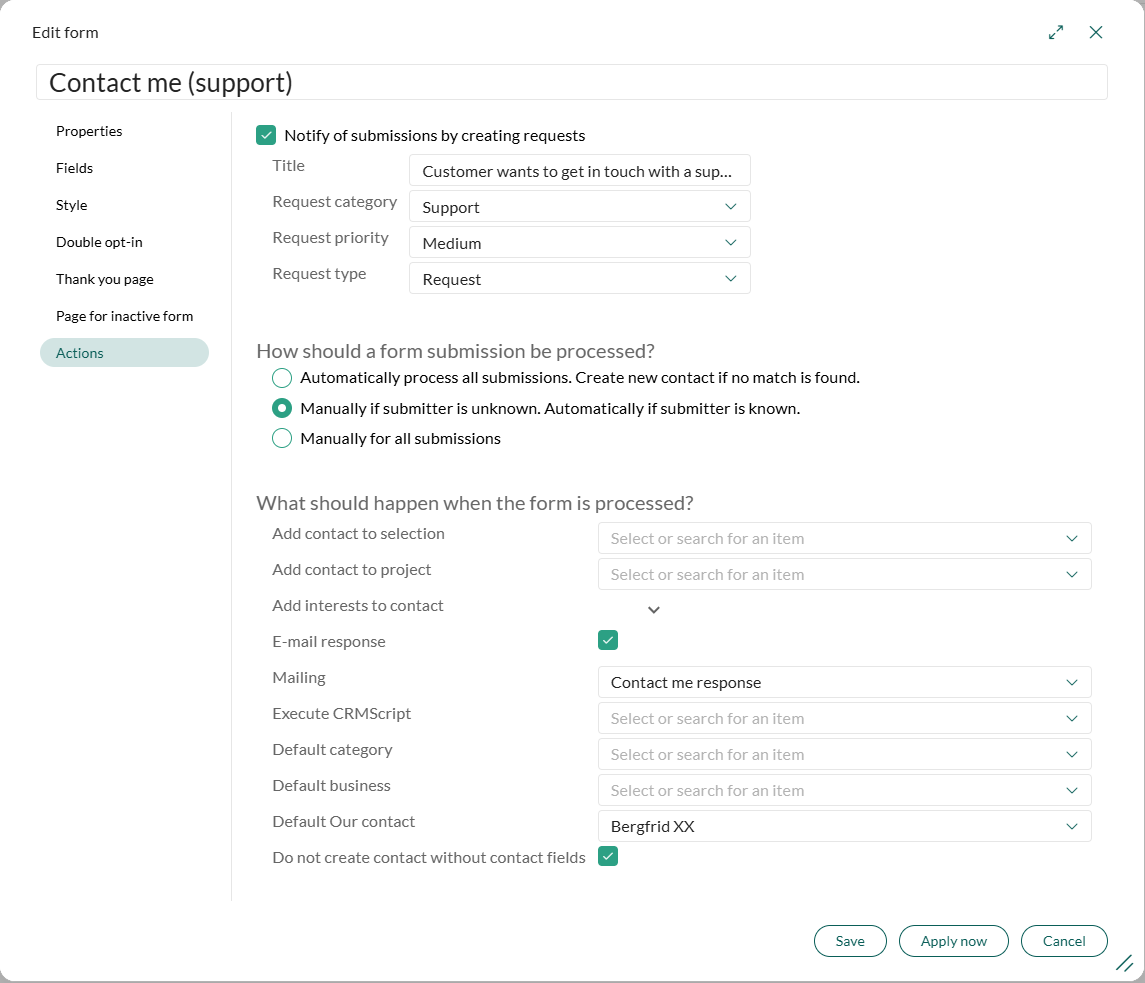 Edit form
Contact me (support)
Properties
Fields
Style
Double opt-in
Thank you page
Page for inactive form
Actions
Notify of submissions by creating requests
Title Customer wants to get in touch with a sup...
Request category Support
Request priority Medium
Request type Request
How should a form submission be processed?
Automatically process all submissions. Create new contact if no match is found.
Manually if submitter is unknown. Automatically if submitter is known.
Manually for all submissions
What should happen when the form is processed?
Add contact to selection Select or search for an item
Add contact to project Select or search for an item
Add interests to contact
E-mail response
Mailing Contact me response
Execute CRMScript Select or search for an item
Default category Select or search for an item
Default business Select or search for an item
Default Our contact Bergfrid XX
Do not create contact without contact fields
Save Apply now Cancel